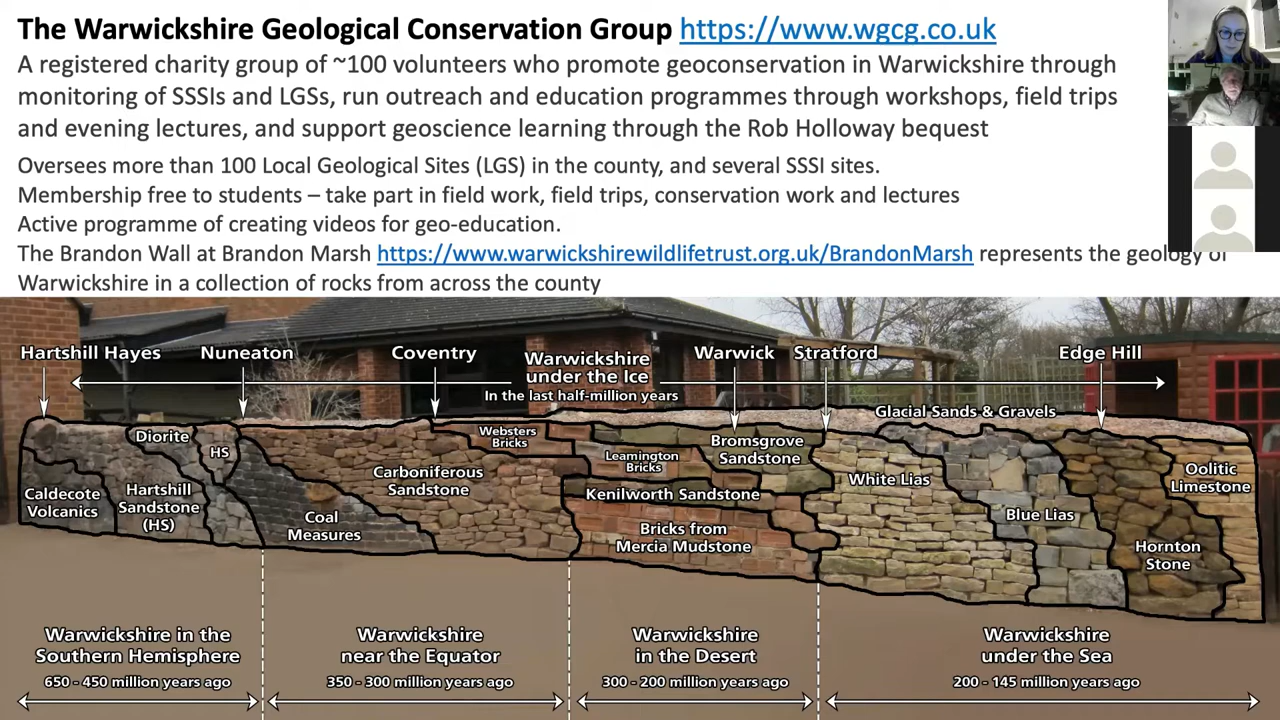 The Warwickshire Geological Conservation Group https://www.wgcg.co.uk
A registered charity group of ~100 volunteers who promote geoconservation in Warwickshire through
monitoring of SSSIs and LGSs, run outreach and education programmes through workshops, field trips
and evening lectures, and support geoscience learning through the Rob Holloway bequest
Oversees more than 100 Local Geological Sites (LGS) in the county, and several SSSI sites.
Membership free to students – take part in field work, field trips, conservation work and lectures
Active programme of creating videos for geo-education.
The Brandon Wall at Brandon Marsh https://www.warwickshirewildlifetrust.org.uk/BrandonMarsh represents the geology of
Warwickshire in a collection of rocks from across the county
Hartshill Hayes
Nuneaton
Coventry
Warwickshire
under the Ice
In the last half-million years
Warwick
Stratford
Edge Hill
Glacial Sands & Gravels
Diorite
HS
Caldecote
Volcanics
Hartshill
Sandstone
(HS)
Coal
Measures
Carboniferous
Sandstone
Websters
Bricks
Leamington
Bricks
Bromsgrove
Sandstone
Kenilworth Sandstone
Bricks from
Mercia Mudstone
White Lias
Blue Lias
Hornton
Stone
Oolitic
Limestone
Warwickshire in the
Southern Hemisphere
650 - 450 million years ago
Warwickshire
near the Equator
350 - 300 million years ago
Warwickshire
in the Desert
300 - 200 million years ago
Warwickshire
under the Sea
200 - 145 million years ago